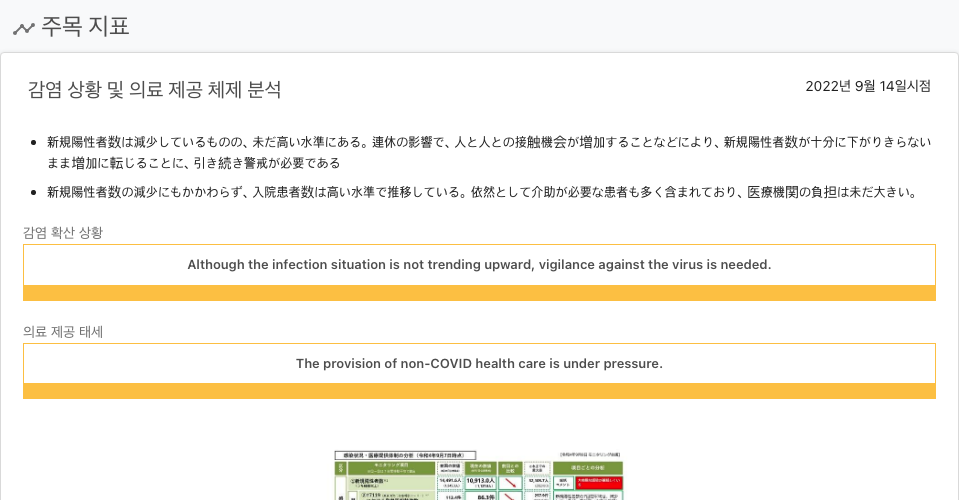 주목 지표
감염 상황 및 의료 제공 체제 분석
2022년 9월 14일시점
新規陽性者数は減少しているものの、未だ高い水準にある。連休の影響で、人と人との接触機会が増加することなどにより、新規陽性者数が十分に下がりきらない
まま増加に転じることに、引き続き警戒が必要である
新規陽性者数の減少にもかかわらず、入院患者数は高い水準で推移している。依然として介助が必要な患者も多く含まれており、医療機関の負担は未だ大きい。
감염 확산 상황
Although the infection situation is not trending upward, vigilance against the virus is needed.
의료 제공 태세
The provision of non-COVID health care is under pressure.